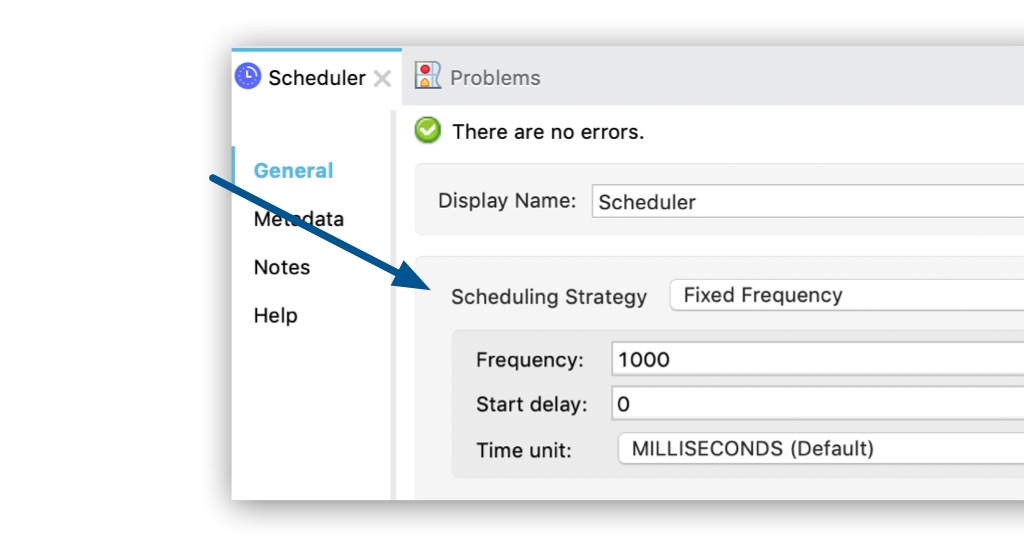 Scheduler
Problems
There are no errors.
General
Metadata
Notes
Help
Display Name: Scheduler
Scheduling Strategy Fixed Frequency
Frequency: 1000
Start delay: 0
Time unit: MILLISECONDS (Default)